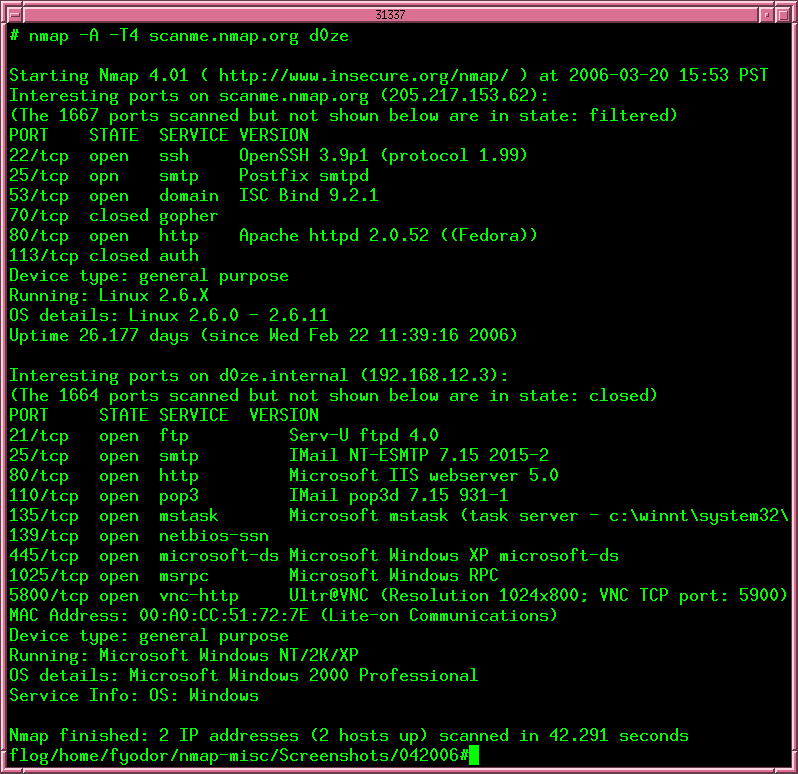 31337
# nmap -A -T4 scanme.nmap.org d0ze
Starting Nmap 4.01 ( http://www.insecure.org/nmap/ ) at 2006-03-20 15:53 PST
Interesting ports on scanme.nmap.org (205.217.153.62):
(The 1667 ports scanned but not shown below are in state: filtered)
PORT    STATE  SERVICE VERSION
22/tcp  open   ssh     OpenSSH 3.9p1 (protocol 1.99)
25/tcp  opn    smtp    Postfix smtpd
53/tcp  open   domain  ISC Bind 9.2.1
70/tcp  closed gopher
80/tcp  open   http    Apache httpd 2.0.52 ((Fedora))
113/tcp closed auth
Device type: general purpose
Running: Linux 2.6.X
OS details: Linux 2.6.0 - 2.6.11
Uptime 26.177 days (since Wed Feb 22 11:39:16 2006)
Interesting ports on d0ze.internal (192.168.12.3):
(The 1664 ports scanned but not shown below are in state: closed)
PORT     STATE SERVICE  VERSION
21/tcp   open  ftp          Serv-U ftpd 4.0
25/tcp   open  smtp         IMail NT-ESMTP 7.15 2015-2
80/tcp   open  http         Microsoft IIS webserver 5.0
110/tcp  open  pop3         IMail pop3d 7.15 931-1
135/tcp  open  mstask       Microsoft mstask (task server - c:\winnt\system32\
139/tcp  open  netbios-ssn
445/tcp  open  microsoft-ds Microsoft Windows XP microsoft-ds
1025/tcp open  msrpc        Microsoft Windows RPC
5800/tcp open  vnc-http     Ultr@VNC (Resolution 1024x800; VNC TCP port: 5900)
MAC Address: 00:A0:CC:51:72:7E (Lite-on Communications)
Device type: general purpose
Running: Microsoft Windows NT/2K/XP
OS details: Microsoft Windows 2000 Professional
Service Info: OS: Windows
Nmap finished: 2 IP addresses (2 hosts up) scanned in 42.291 seconds
flog/home/fyodor/nmap-misc/Screenshots/042006#